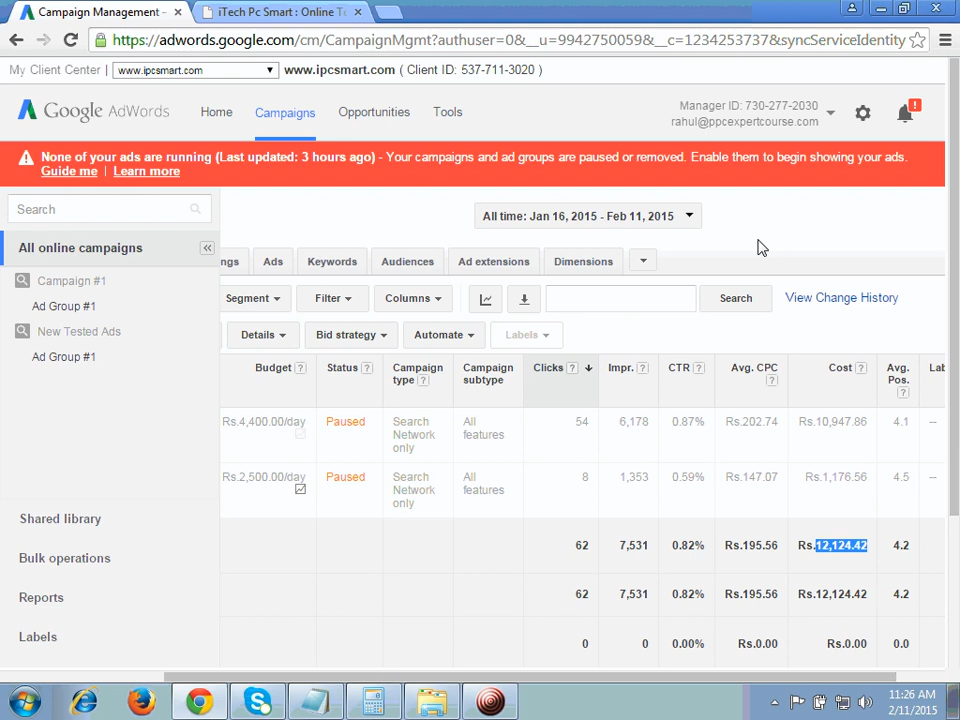 Campaign Management -
iTech Pc Smart : Online Te
https://adwords.google.com/cm/CampaignMgmt?authuser=0&__u=9942750059&__c=1234253737&syncServiceIdentity
My Client Center
www.ipcsmart.com
www.ipcsmart.com ( Client ID: 537-711-3020 )
Google AdWords
Home
Campaigns
Opportunities
Tools
Manager ID: 730-277-2030
rahul@ppcexpertcourse.com
!
None of your ads are running (Last updated: 3 hours ago) - Your campaigns and ad groups are paused or removed. Enable them to begin showing your ads.
Guide me | Learn more
Search
All time: Jan 16, 2015 - Feb 11, 2015
All online campaigns
«
Campaign #1
Ad Group #1
New Tested Ads
Ad Group #1
Shared library
Bulk operations
Reports
Labels
ngs
Ads
Keywords
Audiences
Ad extensions
Dimensions
Segment
Filter
Columns
Search
View Change History
Details
Bid strategy
Automate
Labels
Budget ? Status ? Campaign type ? Campaign subtype Clicks ? Impr. ? CTR ? Avg. CPC ? Cost ? Avg. Pos. ? Lab
Rs.4,400.00/day Paused Search Network only All features 54 6,178 0.87% Rs.202.74 Rs.10,947.86 4.1 --
Rs.2,500.00/day Paused Search Network only All features 8 1,353 0.59% Rs.147.07 Rs.1,176.56 4.5 --
62 7,531 0.82% Rs.195.56 Rs.12,124.42 4.2
62 7,531 0.82% Rs.195.56 Rs.12,124.42 4.2
0 0 0.00% Rs.0.00 Rs.0.00 0.0
11:26 AM
2/11/2015